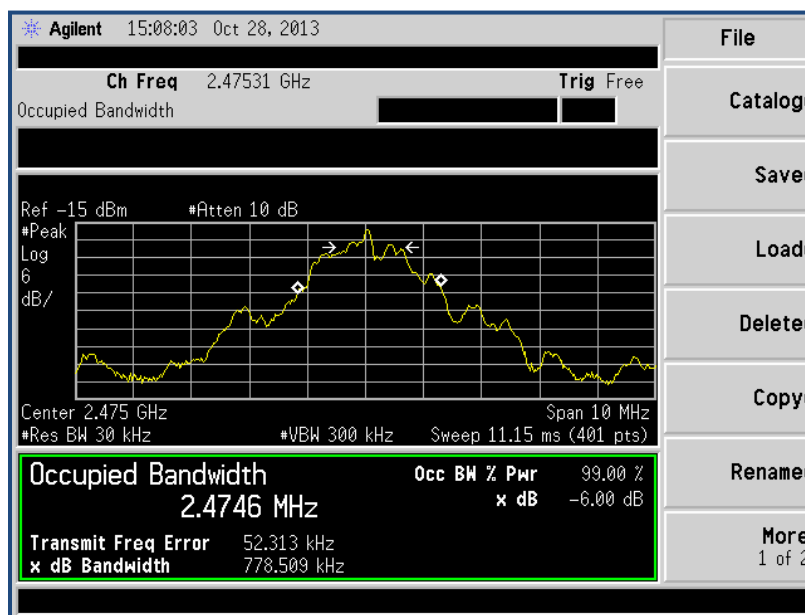 Agilent 15:08:03 Oct 28, 2013
File
Ch Freq 2.47531 GHz Trig Free
Occupied Bandwidth
Catalog
Save
Ref -15 dBm #Atten 10 dB
#Peak
Log
6
dB/
Load
Delete
Copy
Center 2.475 GHz Span 10 MHz
#Res BW 30 kHz #VBW 300 kHz Sweep 11.15 ms (401 pts)
Occupied Bandwidth Occ BW % Pwr 99.00 %
2.4746 MHz x dB -6.00 dB
Rename
Transmit Freq Error 52.313 kHz
x dB Bandwidth 778.509 kHz
More
1 of 2